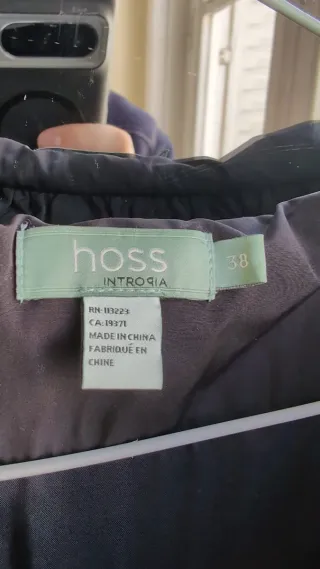 hoss
INTROPIA
38
RN: 113223
CA: 19371
MADE IN CHINA
FABRIQUÉ EN
CHINE